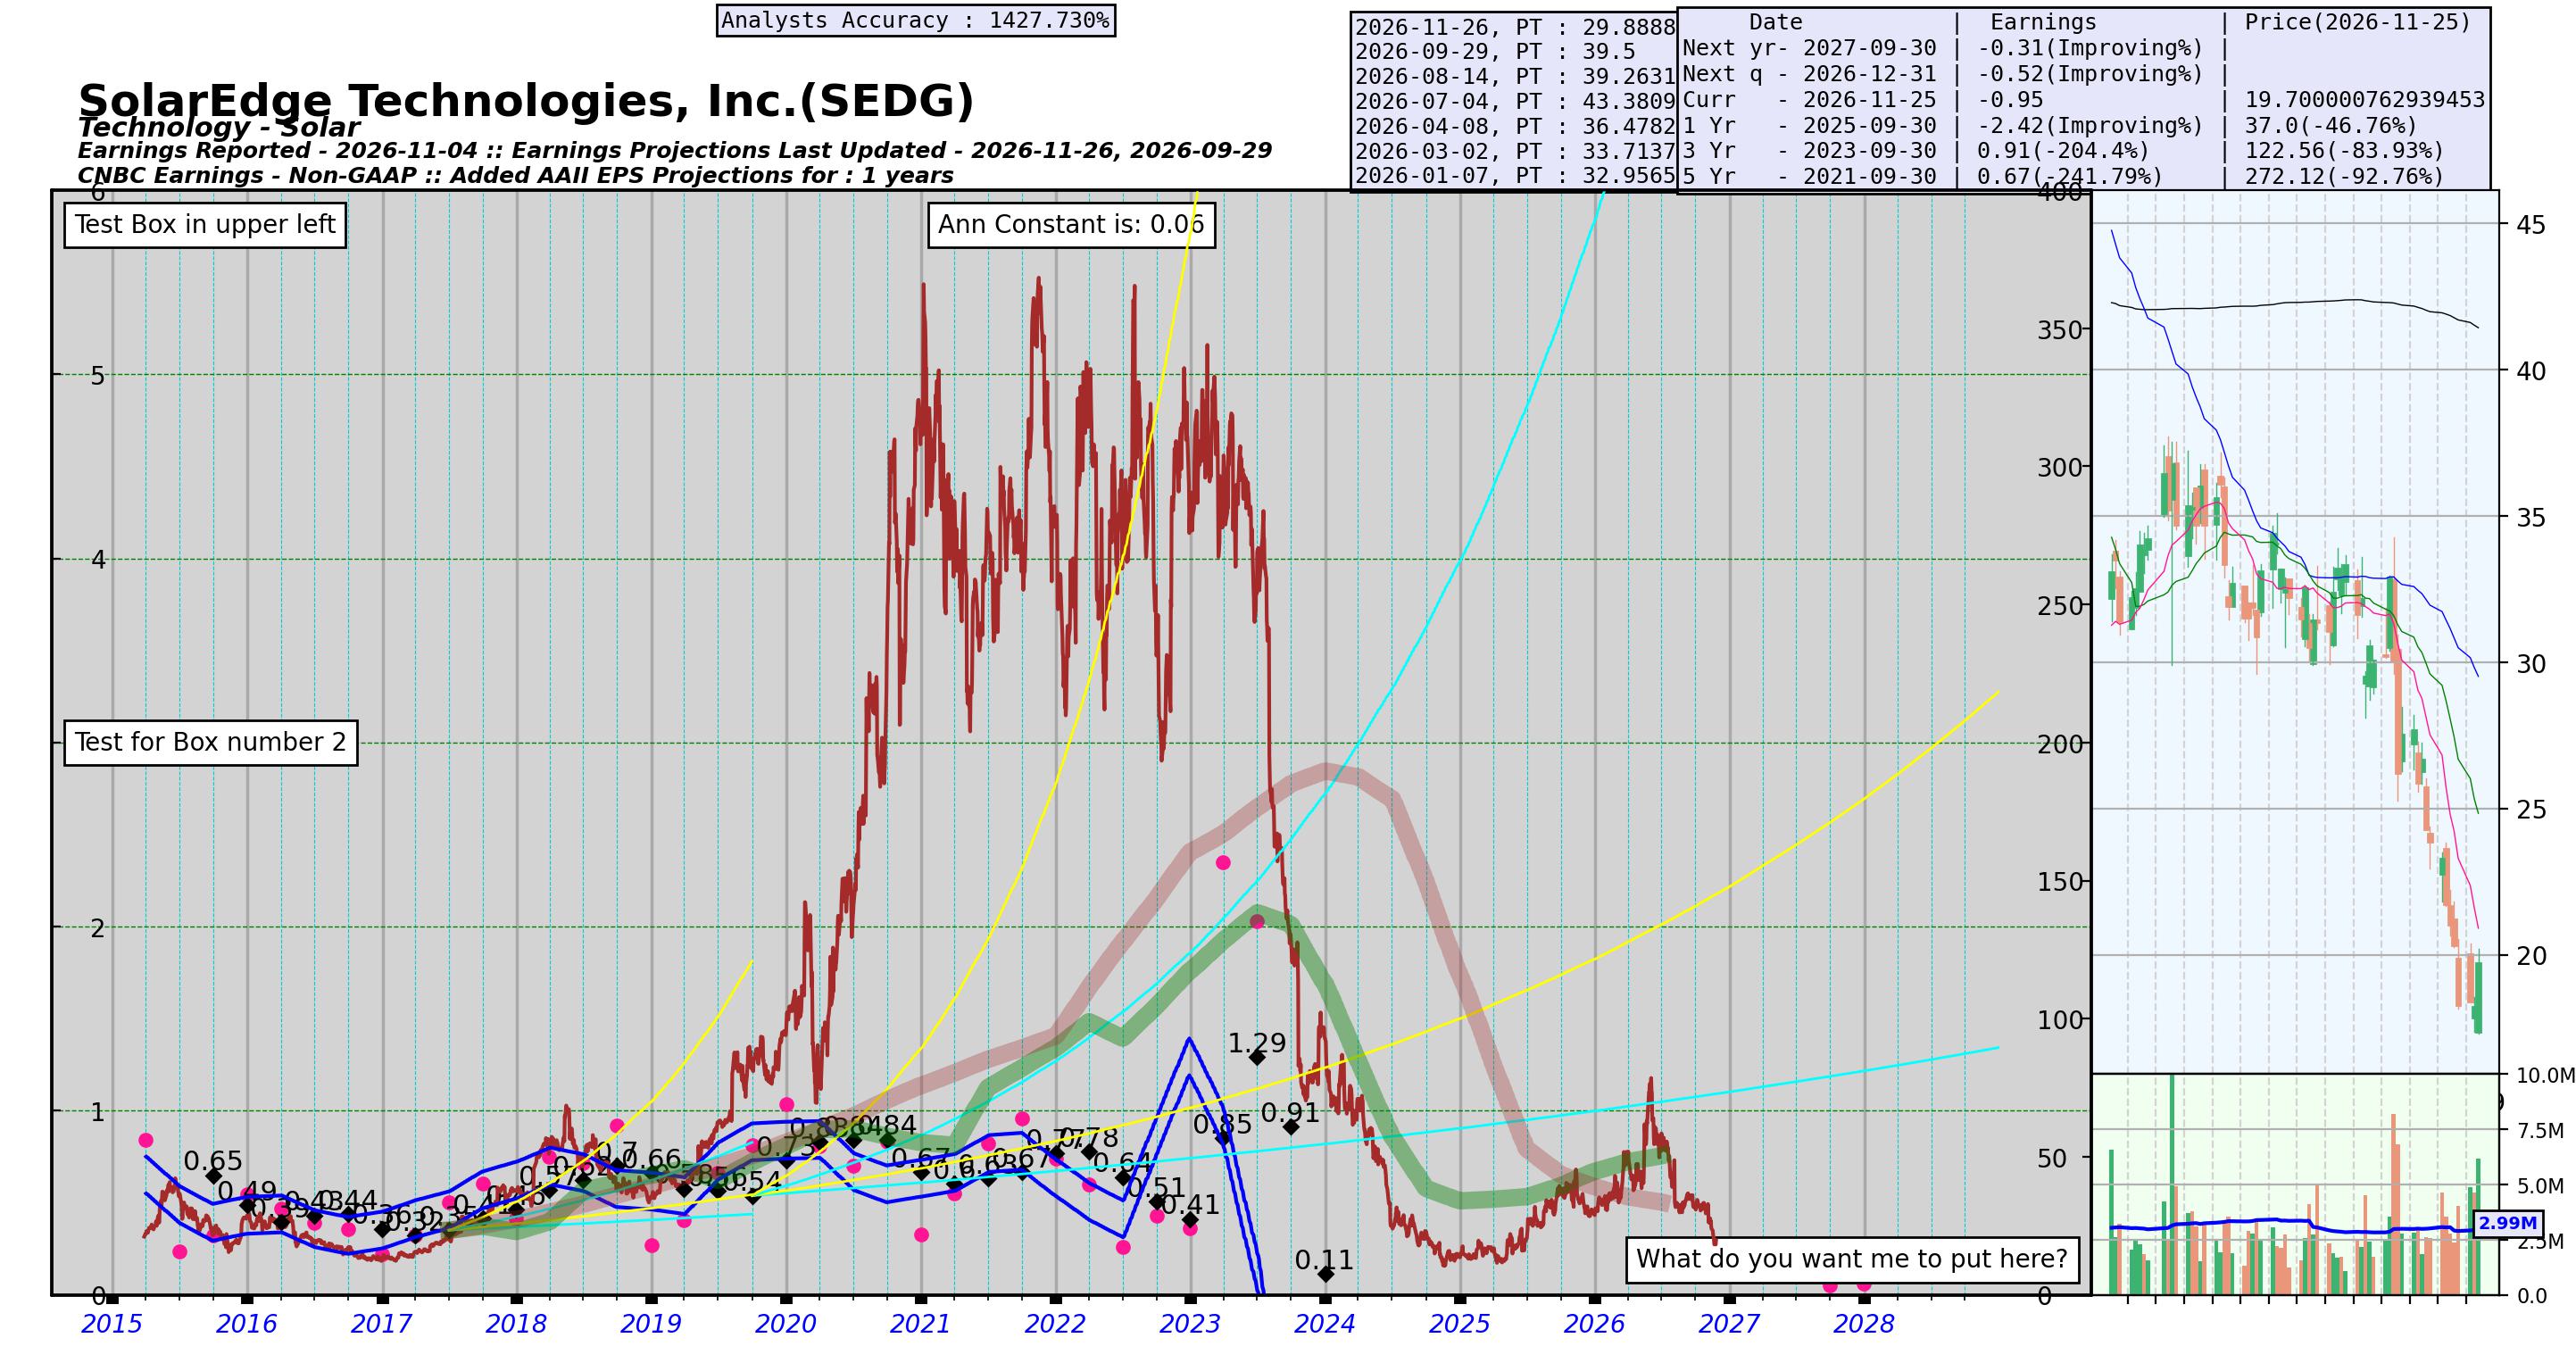 Analysts Accuracy : 1427.730%
SolarEdge Technologies, Inc.(SEDG)
Technology - Solar
Earnings Reported - 2026-11-04 :: Earnings Projections Last Updated - 2026-11-26, 2026-09-29
CNBC Earnings - Non-GAAP :: Added AAII EPS Projections for : 1 years
2026-11-26, PT : 29.8888
2026-09-29, PT : 39.5
2026-08-14, PT : 39.2631
2026-07-04, PT : 43.3809
2026-04-08, PT : 36.4782
2026-03-02, PT : 33.7137
2026-01-07, PT : 32.9565
Date | Earnings | Price(2026-11-25)
Next yr- 2027-09-30 | -0.31(Improving%) |
Next q - 2026-12-31 | -0.52(Improving%) |
Curr - 2026-11-25 | -0.95 | 19.700000762939453
1 Yr - 2025-09-30 | -2.42(Improving%) | 37.0(-46.76%)
3 Yr - 2023-09-30 | 0.91(-204.4%) | 122.56(-83.93%)
5 Yr - 2021-09-30 | 0.67(-241.79%) | 272.12(-92.76%)
Test Box in upper left
Ann Constant is: 0.06
Test for Box number 2
What do you want me to put here?
6
5
4
2
1
0
400
350
300
250
200
150
100
50
0
45
40
35
30
25
20
10.0M
7.5M
5.0M
2.99M
2.5M
0.0
0.65
0.49
0.39
0.43
0.44
0.7
0.66
0.54
0.73
0.84
0.67
0.67
0.77
0.78
0.64
0.51
0.41
0.85
1.29
0.91
0.11
2015
2016
2017
2018
2019
2020
2021
2022
2023
2024
2025
2026
2027
2028